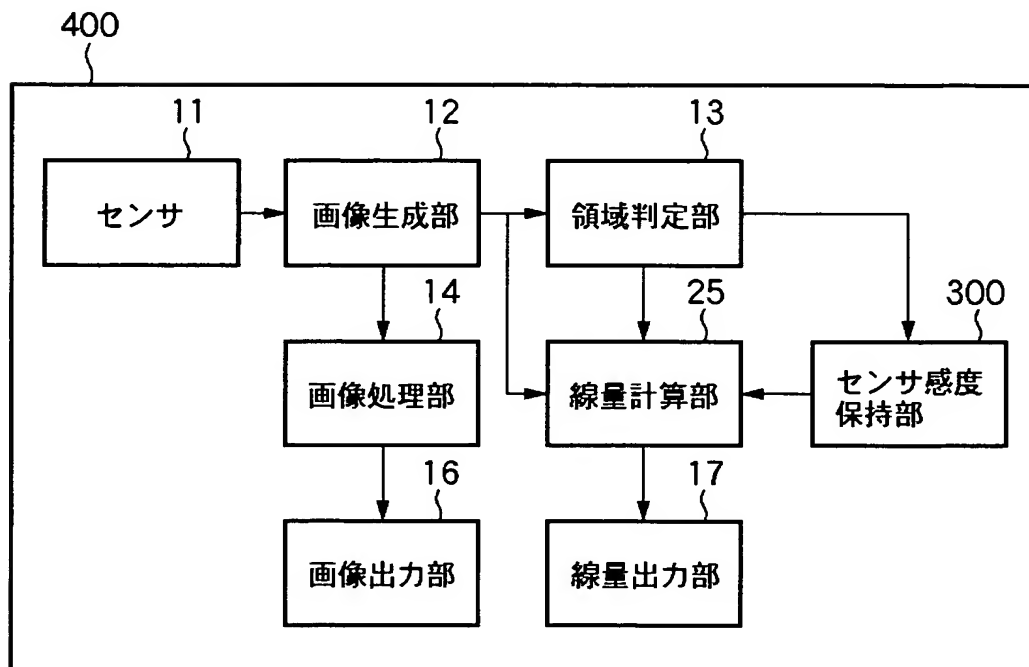 400
11
12
13
センサ
画像生成部
領域判定部
14
25
300
画像処理部
線量計算部
センサ感度
保持部
16
17
画像出力部
線量出力部